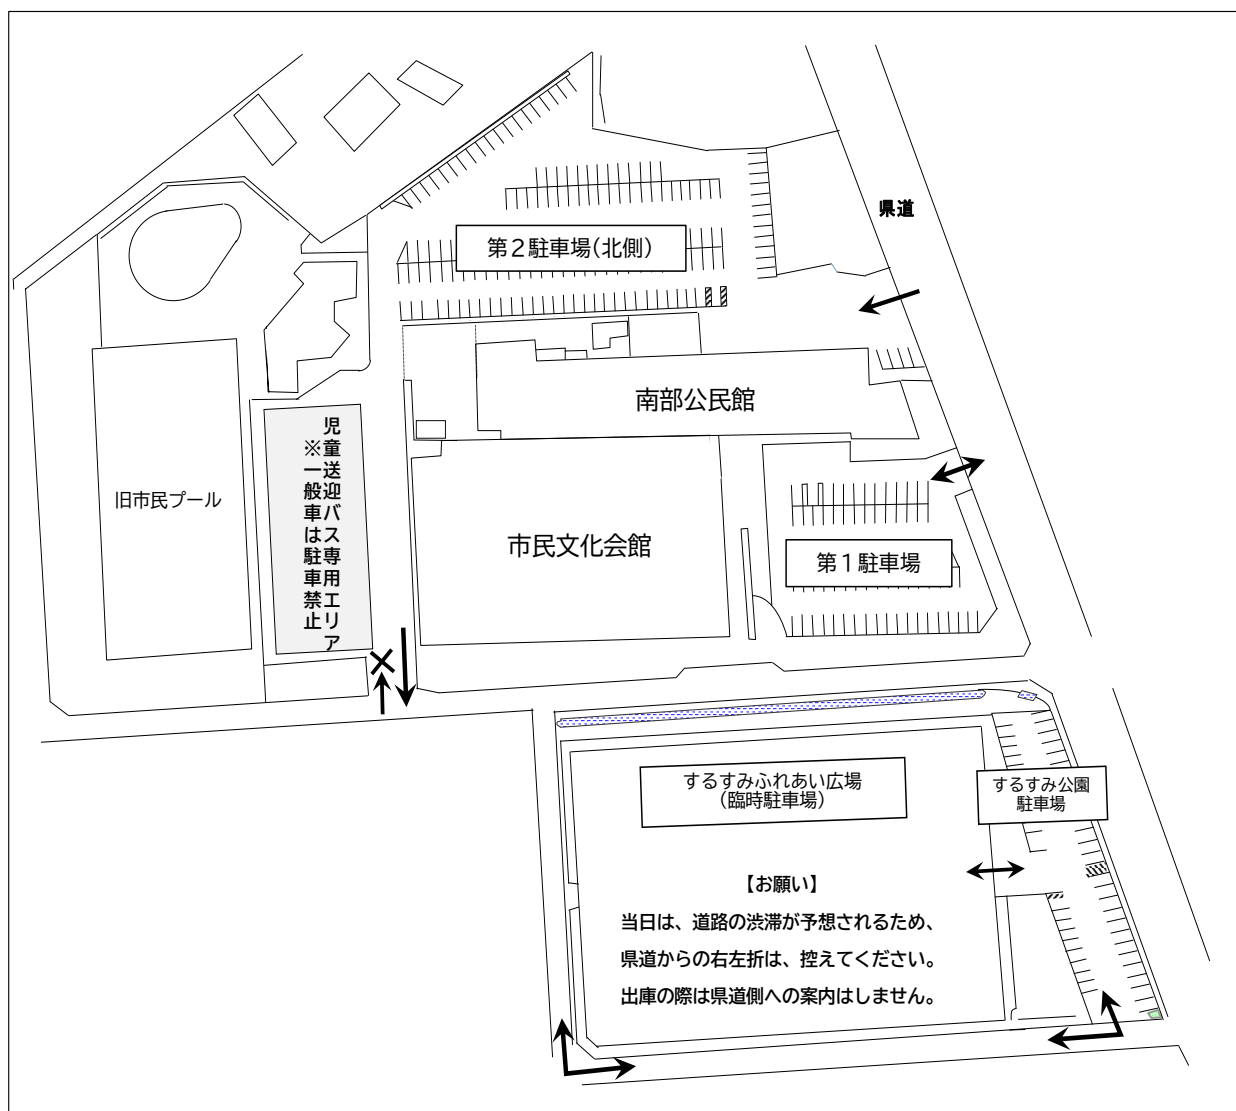 県道
第２駐車場(北側)
南部公民館
児童送迎バス専用エリア
※一般車は駐車禁止
旧市民プール
市民文化会館
第１駐車場
するすみふれあい広場
(臨時駐車場)
するすみ公園
駐車場
【お願い】
当日は、道路の渋滞が予想されるため、
県道からの右左折は、控えてください。
出庫の際は県道側への案内はしません。